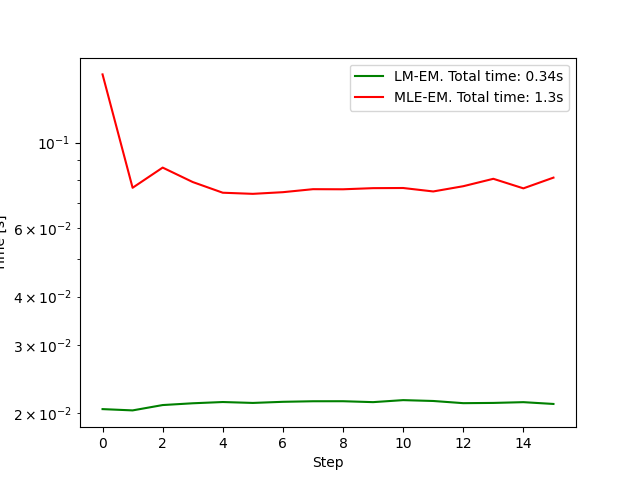 LM-EM. Total time: 0.34s
MLE-EM. Total time: 1.3s
10⁻¹
6 × 10⁻²
4 × 10⁻²
3 × 10⁻²
2 × 10⁻²
Time [s]
0 2 4 6 8 10 12 14
Step